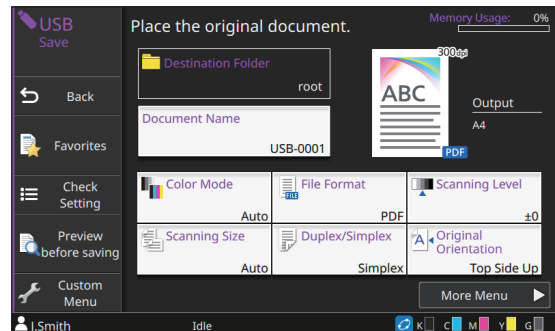 USB
Save
Place the original document.
Memory Usage: 0%
Destination Folder
root
300dpi
ABC
PDF
Output
A4
Document Name
USB-0001
Back
Favorites
Check
Setting
Preview
before saving
Custom
Menu
Color Mode
Auto
FILE
File Format
PDF
Scanning Level
±0
Scanning Size
Auto
Duplex/Simplex
Simplex
A
Original
Orientation
Top Side Up
More Menu
J.Smith
Idle
K C M Y G